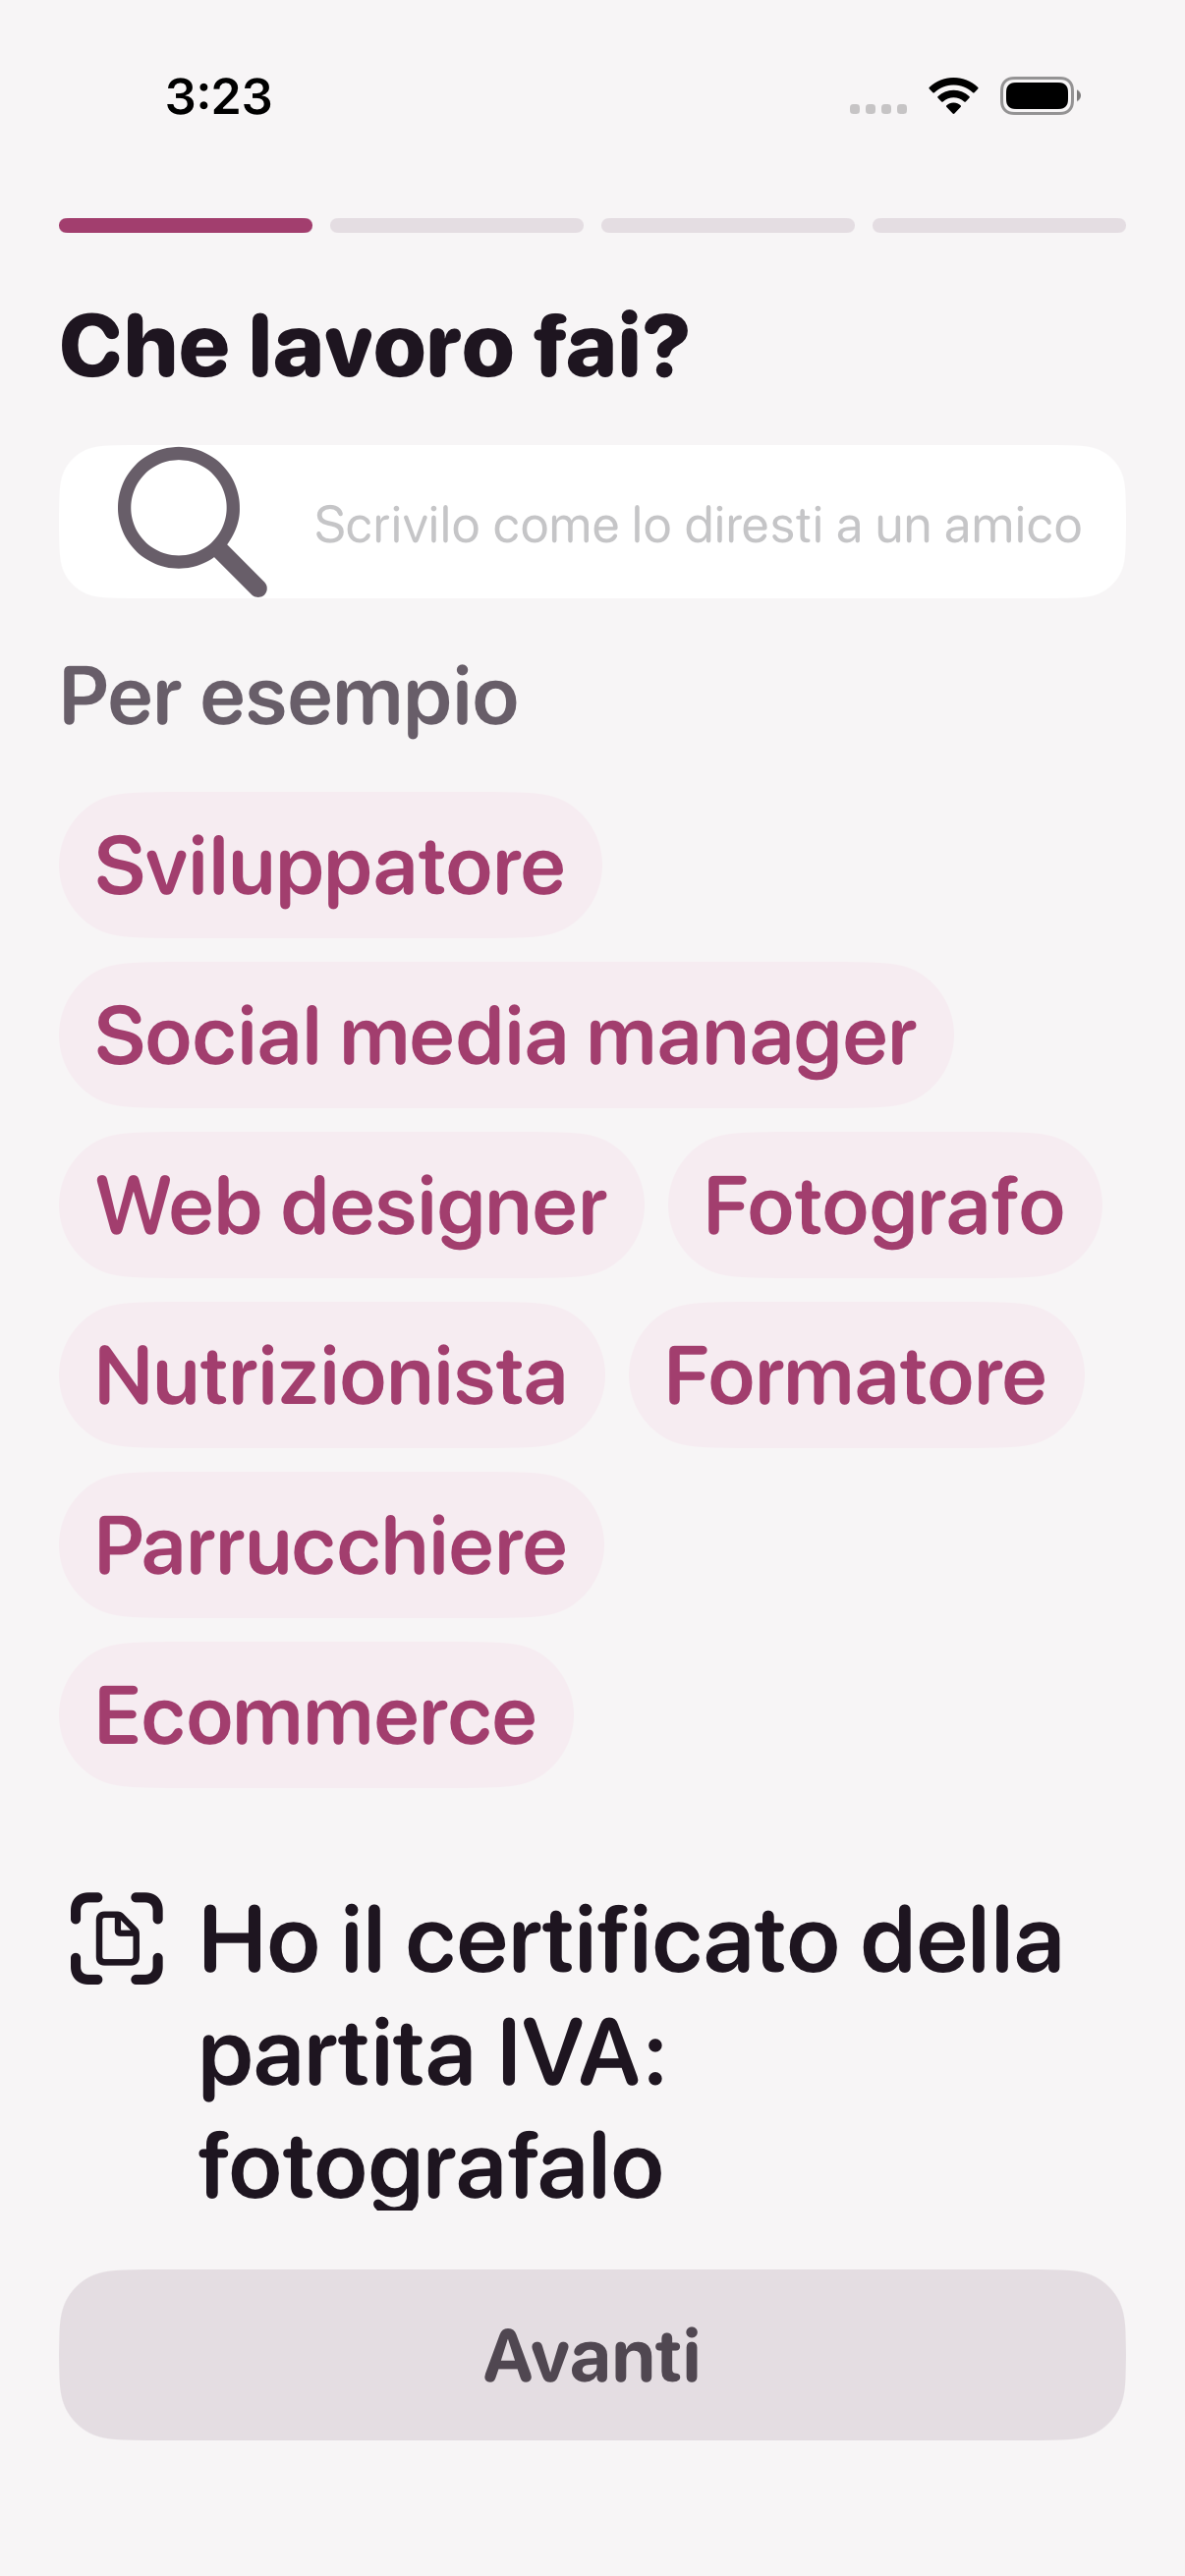 3:23
Che lavoro fai?
Scrivilo come lo diresti a un amico
Per esempio
Sviluppatore
Social media manager
Web designer Fotografo
Nutrizionista Formatore
Parrucchiere
Ecommerce
Ho il certificato della
partita IVA:
fotografalo
Avanti